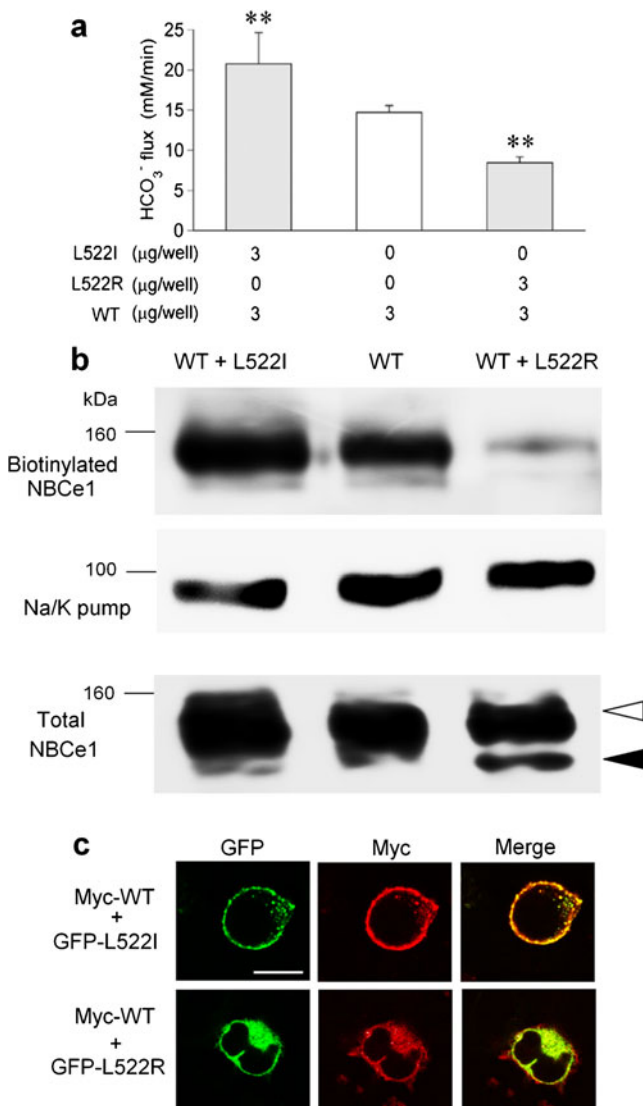 a
**
25
20
15
10
5
0
HCO₃⁻ flux (mM/min)
**
L522I (μg/well) 3 0 0
L522R (μg/well) 0 0 3
WT (μg/well) 3 3 3
b
WT + L522I WT WT + L522R
kDa
160
Biotinylated
NBCe1
100
Na/K pump
160
Total
NBCe1
c
GFP Myc Merge
Myc-WT
+
GFP-L522I
Myc-WT
+
GFP-L522R